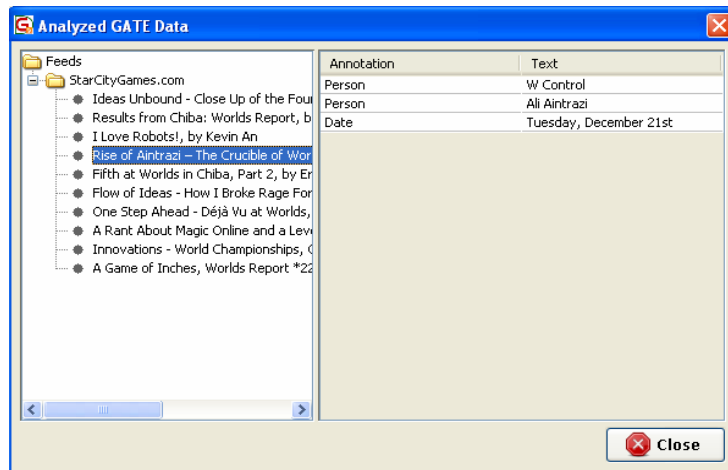 Analyzed GATE Data
Feeds
StarCityGames.com
Ideas Unbound - Close Up of the Four
Results from Chiba: Worlds Report, b
I Love Robots!, by Kevin An
Rise of Aintrazi – The Crucible of Wor
Fifth at Worlds in Chiba, Part 2, by Er
Flow of Ideas - How I Broke Rage For
One Step Ahead - Déjà Vu at Worlds,
A Rant About Magic Online and a Leve
Innovations - World Championships, C
A Game of Inches, Worlds Report *22
Annotation Text
Person W Control
Person Ali Aintrazi
Date Tuesday, December 21st
Close